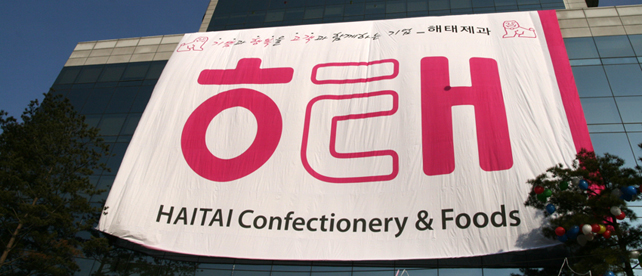 기쁨과 행복을 고객과 함께하는 기업 _ 해태제과
해태
HAITAI Confectionery & Foods